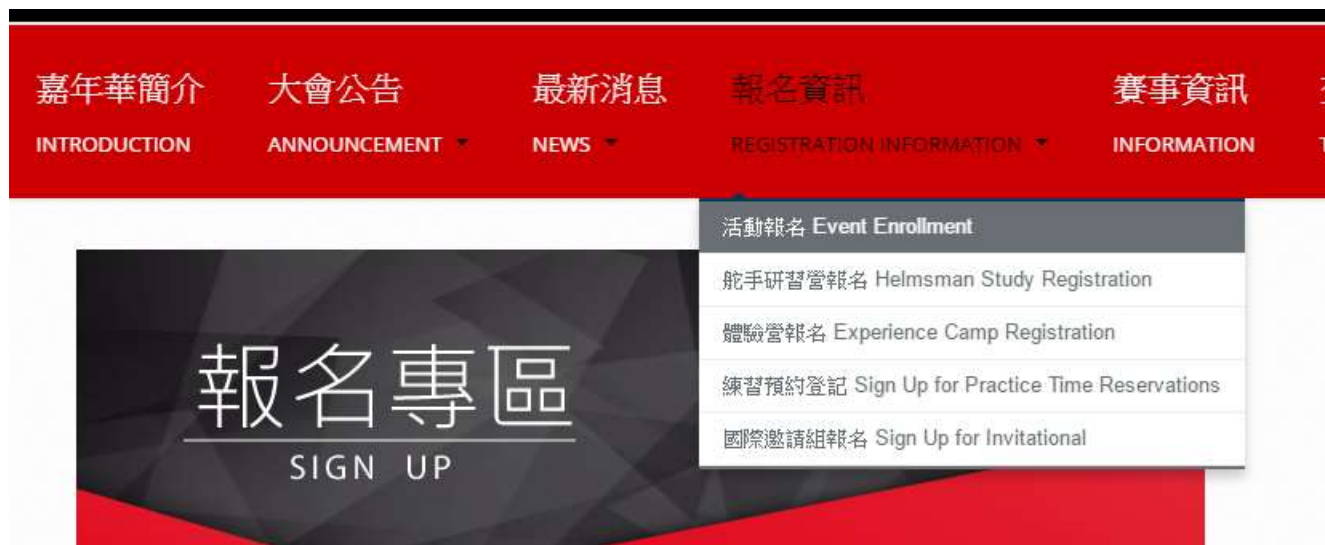 嘉年華簡介 大會公告 最新消息 報名資訊 賽事資訊
INTRODUCTION ANNOUNCEMENT NEWS REGISTRATION INFORMATION INFORMATION
活動報名 Event Enrollment
舵手研習營報名 Helmsman Study Registration
體驗營報名 Experience Camp Registration
練習預約登記 Sign Up for Practice Time Reservations
國際邀請組報名 Sign Up for Invitational
報名專區
SIGN UP